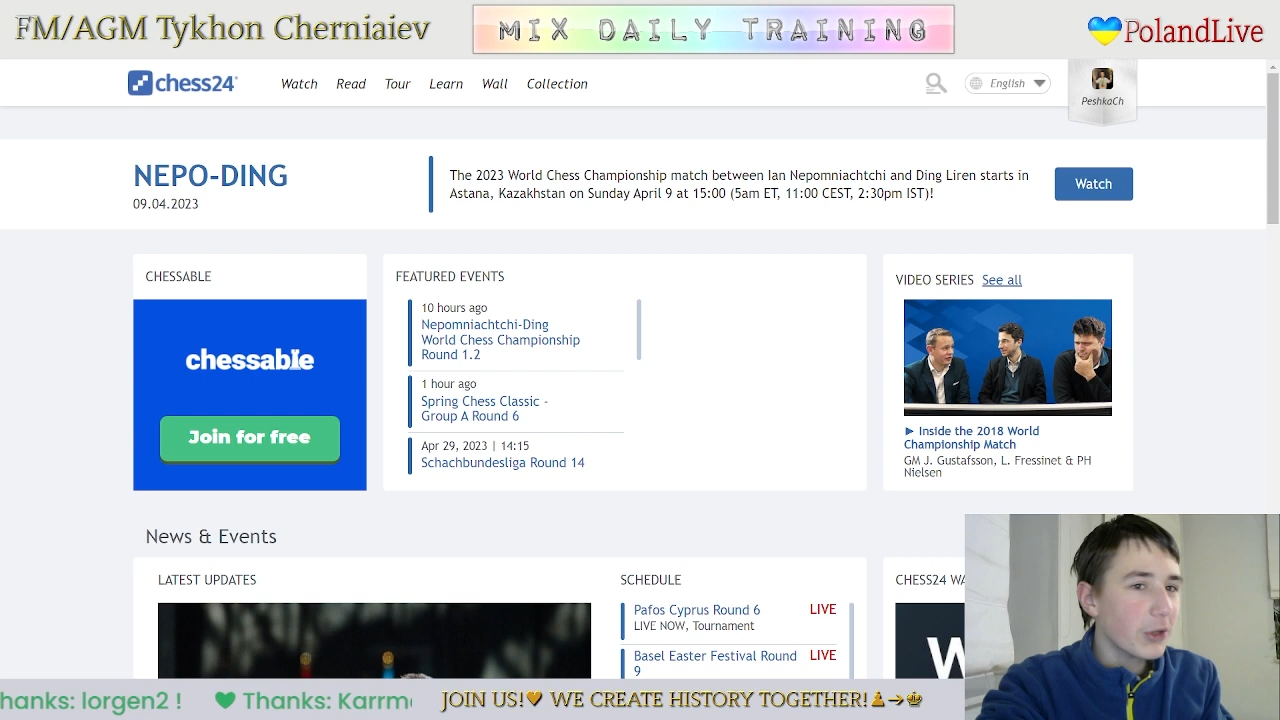 FM/AGM Tykhon Cherniaiev
MIX DAILY TRAINING
PolandLive
chess24
Watch
Read
Tour
Learn
Wall
Collection
English
PeshkaCh
NEPO-DING
09.04.2023
The 2023 World Chess Championship match between Ian Nepomniachtchi and Ding Liren starts in
Astana, Kazakhstan on Sunday April 9 at 15:00 (5am ET, 11:00 CEST, 2:30pm IST)!
Watch
CHESSABLE
chessable
Join for free
FEATURED EVENTS
10 hours ago
Nepomniachtchi-Ding
World Chess Championship
Round 1.2
1 hour ago
Spring Chess Classic -
Group A Round 6
Apr 29, 2023 | 14:15
Schachbundesliga Round 14
VIDEO SERIES See all
Inside the 2018 World
Championship Match
GM J. Gustafsson, L. Fressinet & PH
Nielsen
News & Events
LATEST UPDATES
SCHEDULE
Pafos Cyprus Round 6 LIVE
LIVE NOW, Tournament
Basel Easter Festival Round LIVE
9
CHESS24 WA
W
hanks: lorgen2 !
Thanks: Karrm
JOIN US! WE CREATE HISTORY TOGETHER!